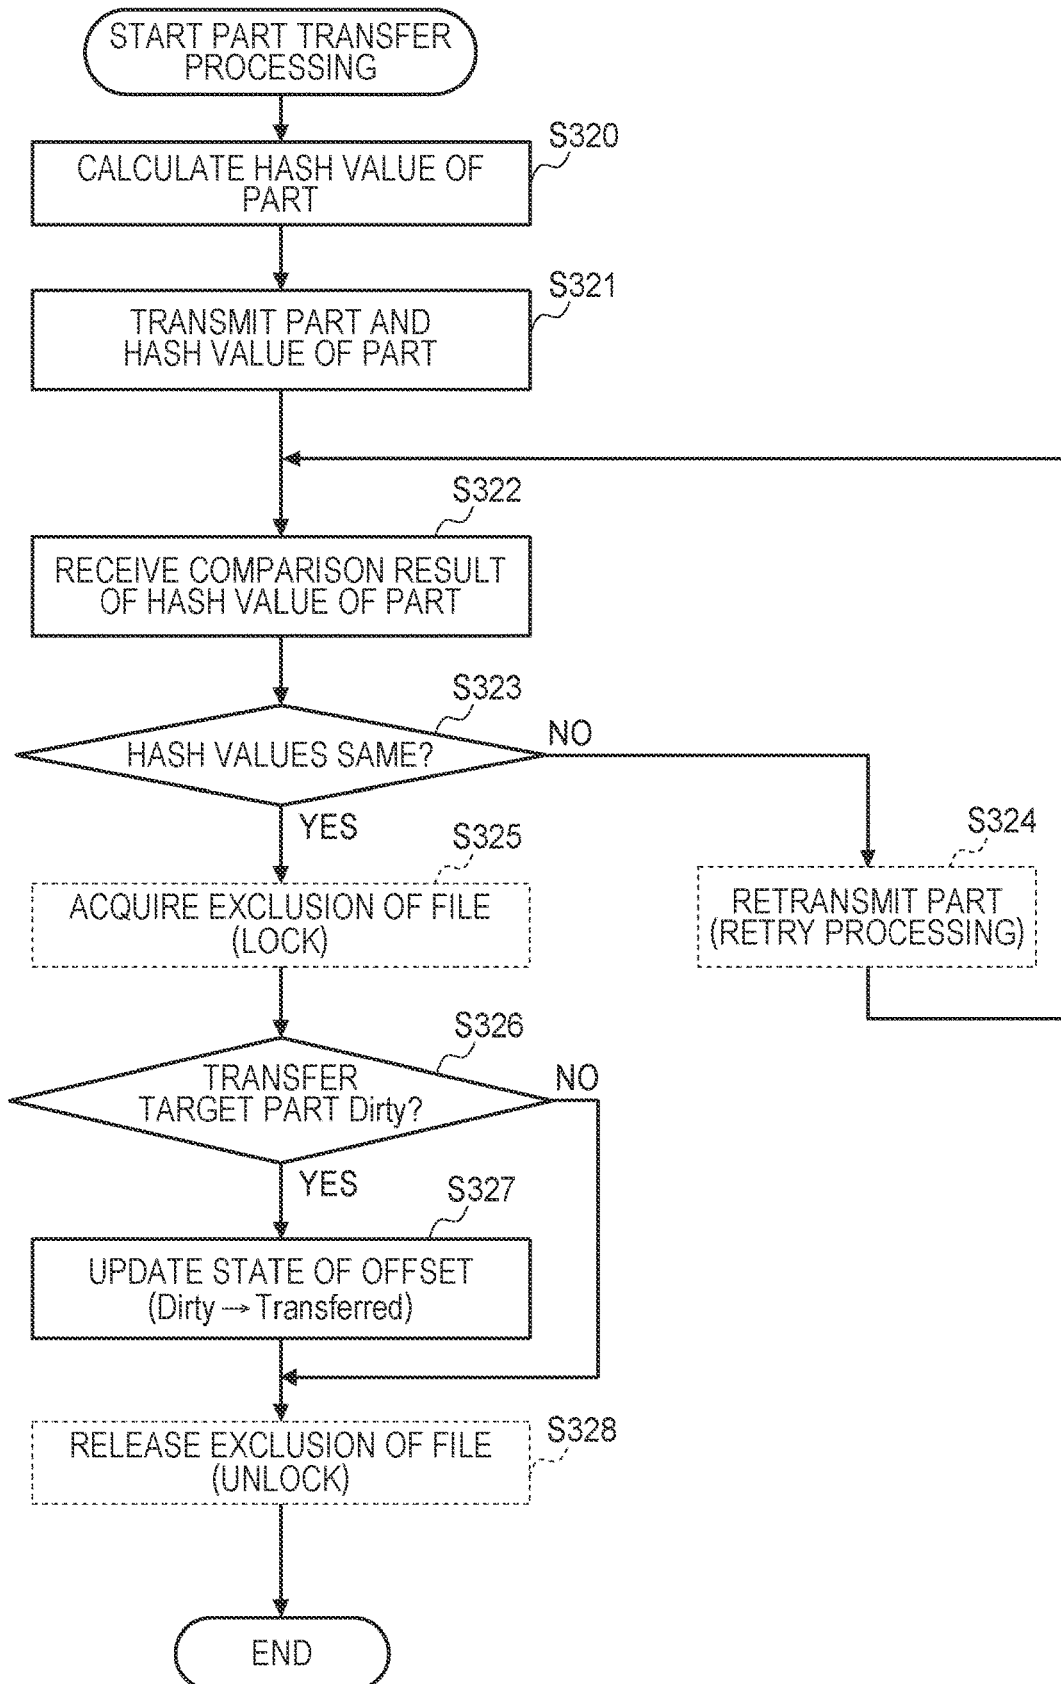 START PART TRANSFER
PROCESSING
S320
CALCULATE HASH VALUE OF
PART
S321
TRANSMIT PART AND
HASH VALUE OF PART
S322
RECEIVE COMPARISON RESULT
OF HASH VALUE OF PART
S323
HASH VALUES SAME?
NO
YES
S324
RETRANSMIT PART
(RETRY PROCESSING)
S325
ACQUIRE EXCLUSION OF FILE
(LOCK)
S326
TRANSFER
TARGET PART Dirty?
NO
YES
S327
UPDATE STATE OF OFFSET
(Dirty → Transferred)
S328
RELEASE EXCLUSION OF FILE
(UNLOCK)
END